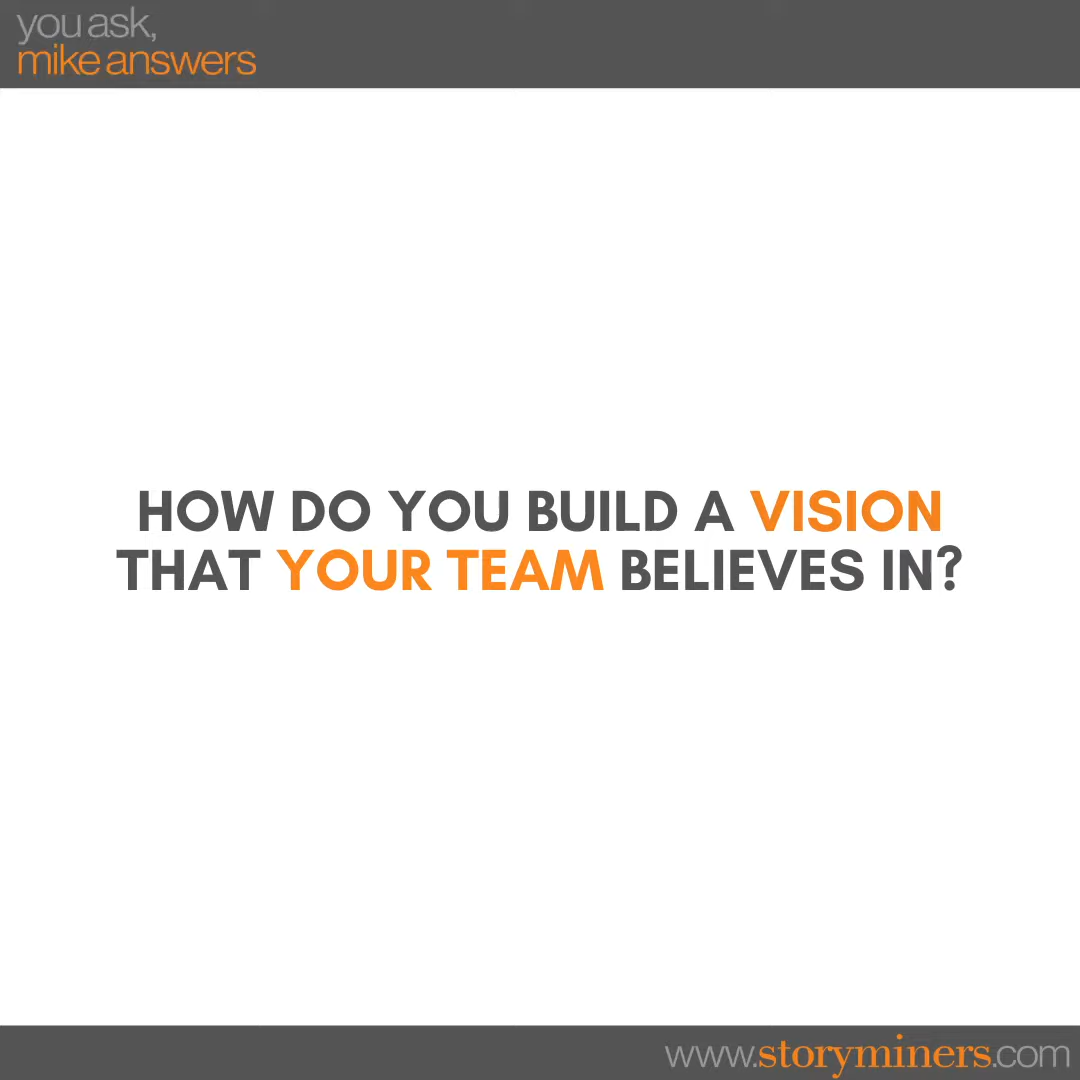 you ask,
mike answers
HOW DO YOU BUILD A VISION
THAT YOUR TEAM BELIEVES IN?
www.storyminers.com